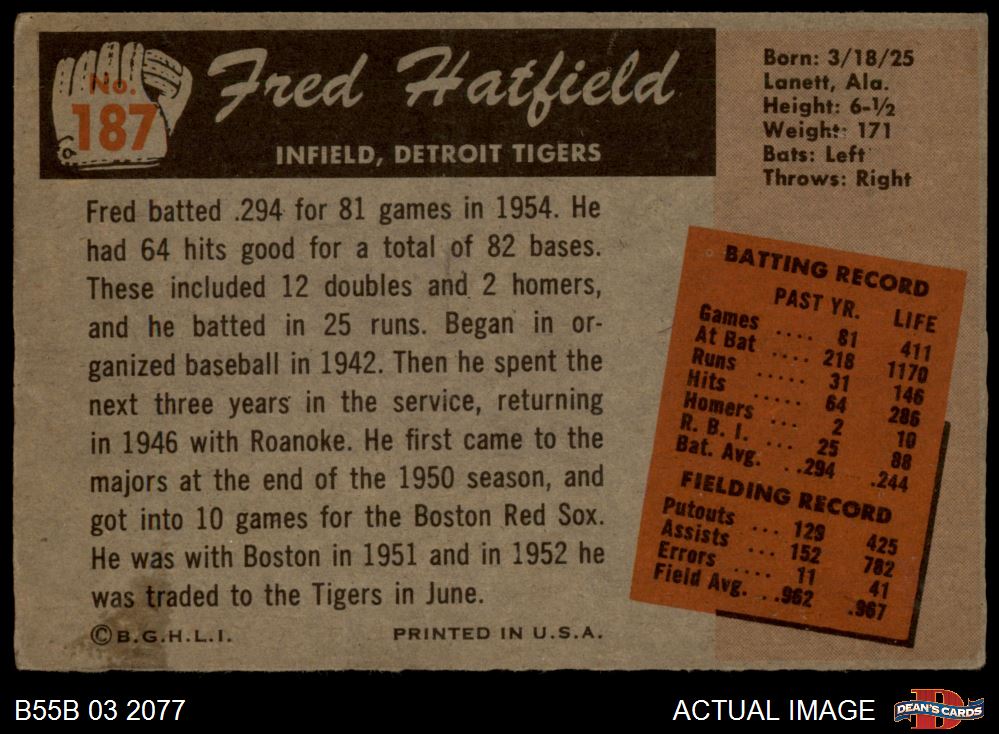 No.
187
Fred Hatfield
INFIELD, DETROIT TIGERS
Born: 3/18/25
Lanett, Ala.
Height: 6-½
Weight: 171
Bats: Left
Throws: Right
Fred batted .294 for 81 games in 1954. He
had 64 hits good for a total of 82 bases.
These included 12 doubles and 2 homers,
and he batted in 25 runs. Began in or-
ganized baseball in 1942. Then he spent the
next three years in the service, returning
in 1946 with Roanoke. He first came to the
majors at the end of the 1950 season, and
got into 10 games for the Boston Red Sox.
He was with Boston in 1951 and in 1952 he
was traded to the Tigers in June.
©B.G.H.L.I. PRINTED IN U.S.A.
BATTING RECORD
PAST YR. LIFE
Games .... 81 411
At Bat .... 218 1170
Runs ..... 31 146
Hits ..... 64 286
Homers ... 2 10
R. B. I. ... 25 88
Bat. Avg. ..294 .244
FIELDING RECORD
Putouts ... 129 425
Assists ... 152 782
Errors .... 11 41
Field Avg. ..962 .967
B55B 03 2077
ACTUAL IMAGE
DEAN'S CARDS